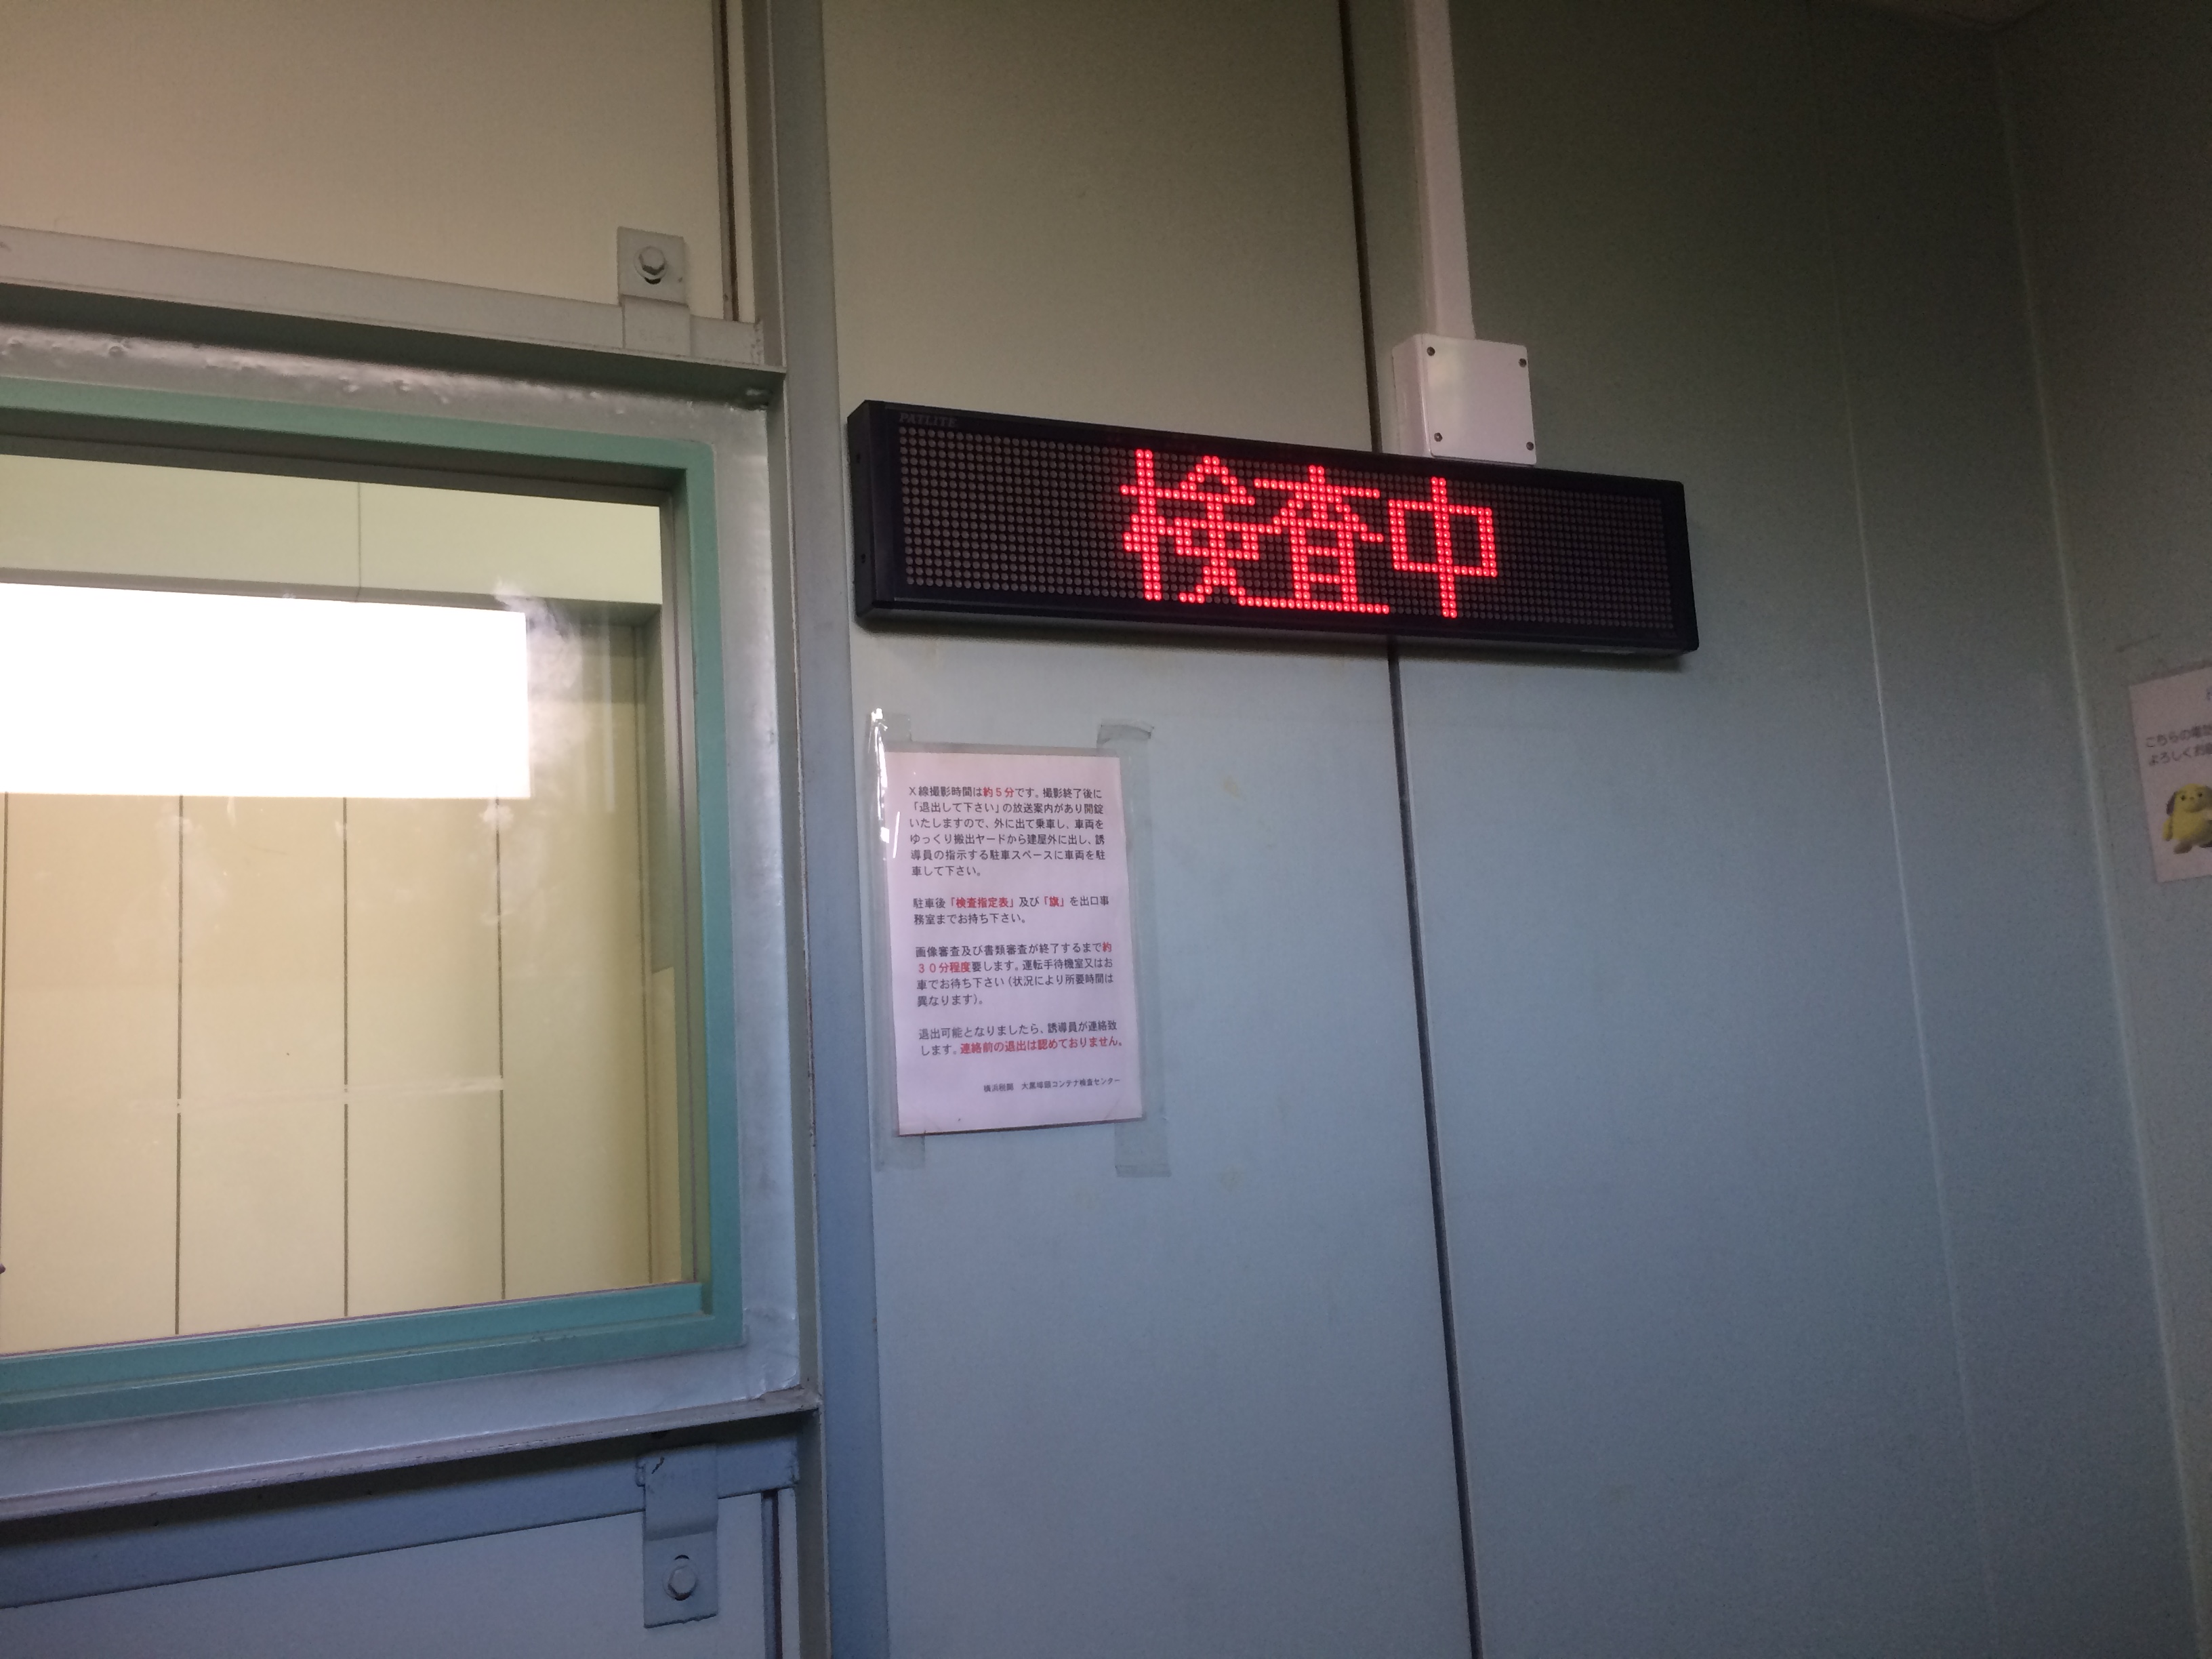 PATLITE
検査中
X線撮影時間は約5分です。撮影終了後に
「退出して下さい」の放送案内があり開錠
いたしますので、外に出て乗車し、車両を
ゆっくり搬出ヤードから建屋外に出し、誘
導員の指示する駐車スペースに車両を駐
車して下さい。
駐車後「検査指定表」及び「旗」を出口事
務室までお持ち下さい。
画像審査及び書類審査が終了するまで約
30分程度要します。運転手待機室又はお
車でお待ち下さい(状況により所要時間は
異なります)。
退出可能となりましたら、誘導員が連絡致
します。連絡前の退出は認めておりません。
横浜税関　大黒埠頭コンテナ検査センター
こちらの電話
よろしくお